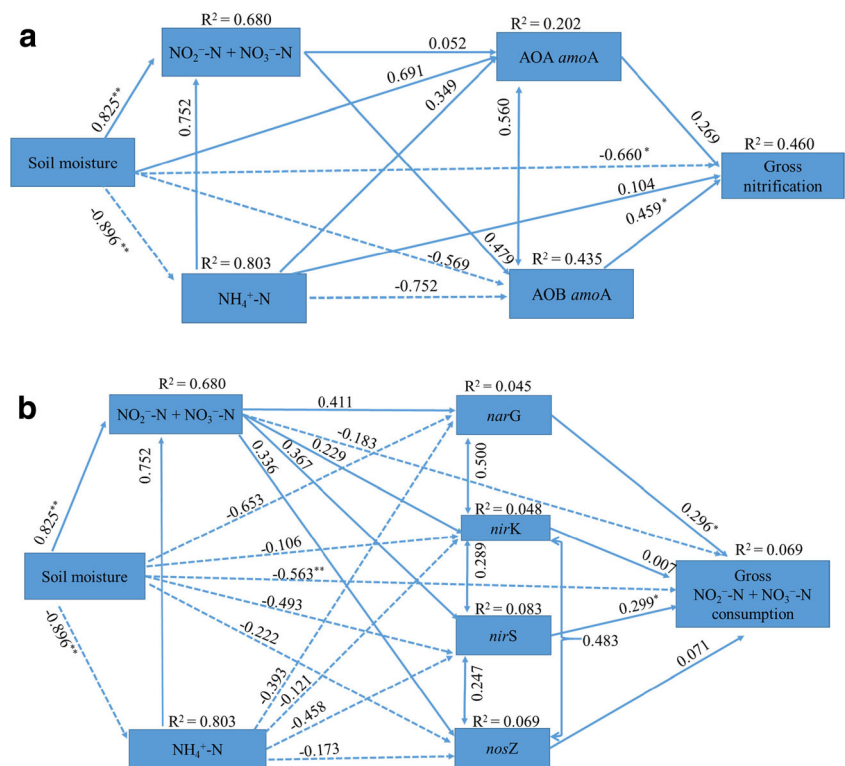 a
R² = 0.680
R² = 0.202
NO₂⁻-N + NO₃⁻-N
0.052
AOA amoA
0.825**
0.752
0.691
0.349
0.560
0.269
R² = 0.460
Soil moisture
-0.660*
Gross
nitrification
0.104
0.459*
-0.896**
-0.569
0.479
R² = 0.803
R² = 0.435
NH₄⁺-N
-0.752
AOB amoA
b
R² = 0.680
R² = 0.045
NO₂⁻-N + NO₃⁻-N
0.411
narG
-0.183
0.229
0.367
0.336
0.752
0.500
0.825**
-0.653
0.296*
R² = 0.048
nirK
-0.106
0.007
R² = 0.069
Soil moisture
-0.563**
0.289
Gross
NO₂⁻-N + NO₃⁻-N
consumption
-0.493
R² = 0.083
nirS
0.299*
-0.222
0.483
-0.896**
-0.393
-0.121
-0.458
0.247
0.071
R² = 0.803
R² = 0.069
NH₄⁺-N
-0.173
nosZ